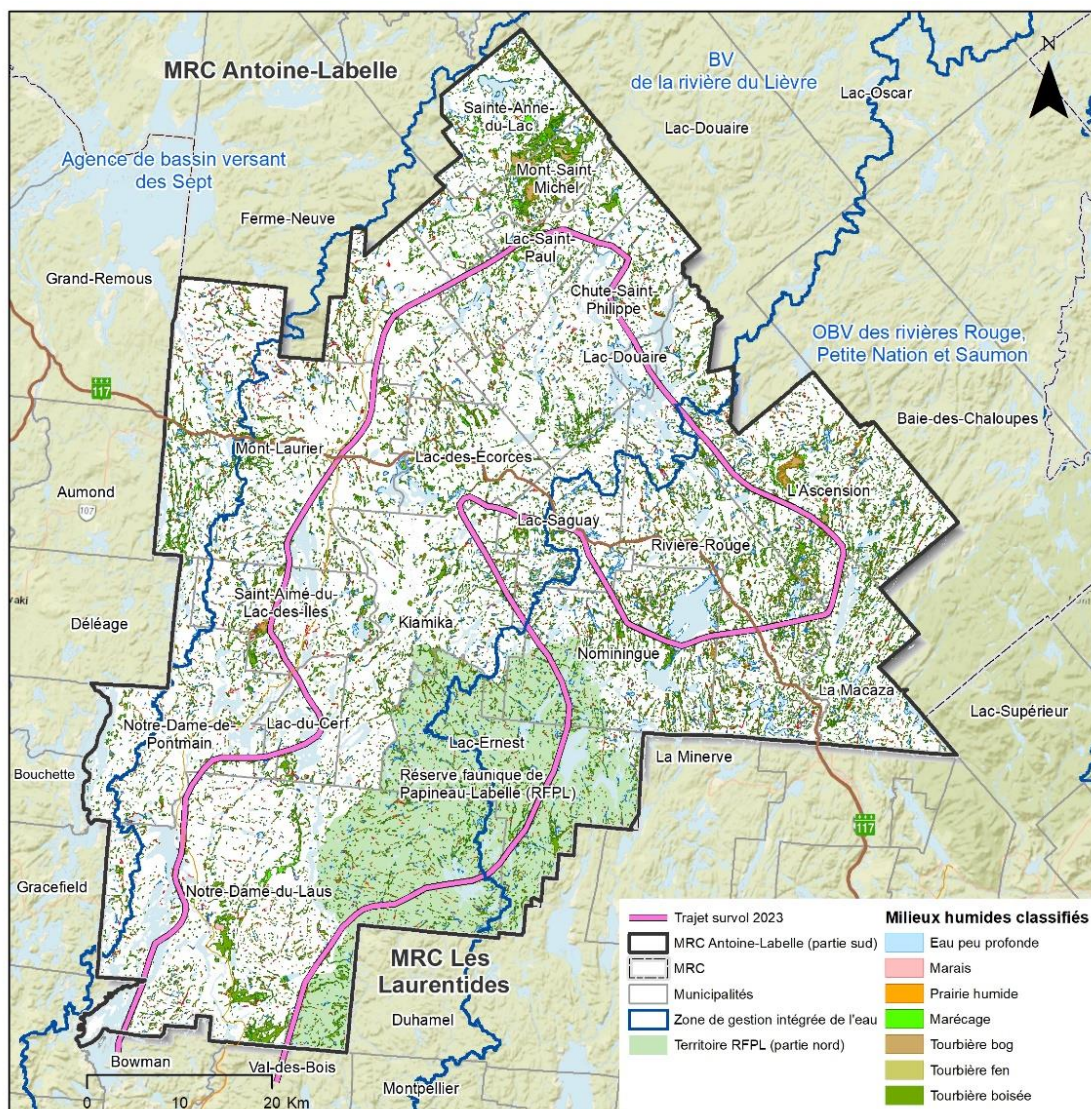 MRC Antoine-Labelle
BV
de la rivière du Lièvre
N
Lac-Oscar
Sainte-Anne-
du-Lac
Lac-Douaire
Agence de bassin versant
des Sept
Mont-Saint-
Michel
Ferme-Neuve
Lac-Saint-
Paul
Grand-Remous
Chute-Saint-
Philippe
OBV des rivières Rouge,
Petite Nation et Saumon
Lac-Douaire
117
Baie-des-Chaloupes
Mont-Laurier
Lac-des-Écorces
Aumond
L'Ascension
107
Lac-Saguay
Rivière-Rouge
Saint-Aimé-du-
Lac-des-Îles
Déléage
Kiamika
Nominingue
La Macaza
Notre-Dame-de-
Pontmain
Lac-du-Cerf
Lac-Supérieur
Lac-Ernest
Bouchette
La Minerve
Réserve faunique de
Papineau-Labelle (RFPL)
117
Gracefield
Notre-Dame-du-Laus
MRC Les
Laurentides
Duhamel
Bowman
Val-des-Bois
Montpellier
0 10 20 Km
Trajet survol 2023
MRC Antoine-Labelle (partie sud)
MRC
Municipalités
Zone de gestion intégrée de l'eau
Territoire RFPL (partie nord)
Milieux humides classifiés
Eau peu profonde
Marais
Prairie humide
Marécage
Tourbière bog
Tourbière fen
Tourbière boisée